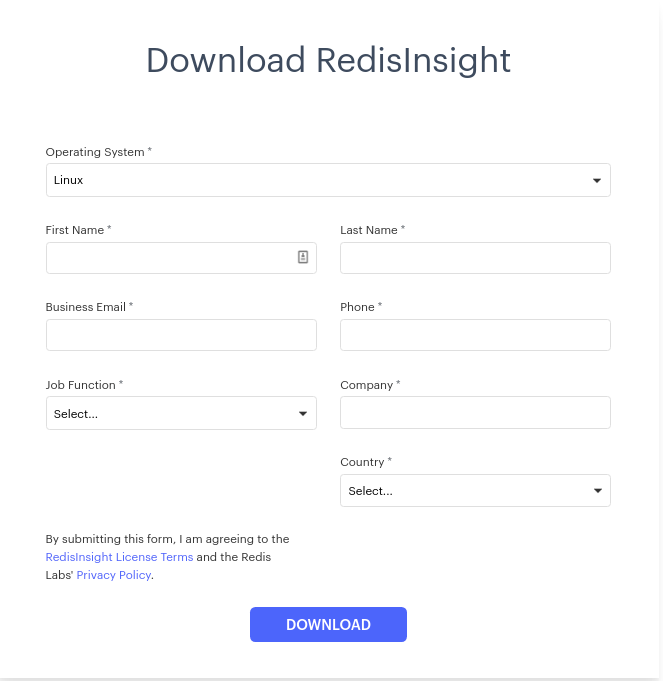 Download RedisInsight
Operating System *
Linux
First Name *
Last Name *
Business Email *
Phone *
Job Function *
Company *
Select...
Country *
Select...
By submitting this form, I am agreeing to the
RedisInsight License Terms and the Redis
Labs' Privacy Policy.
DOWNLOAD